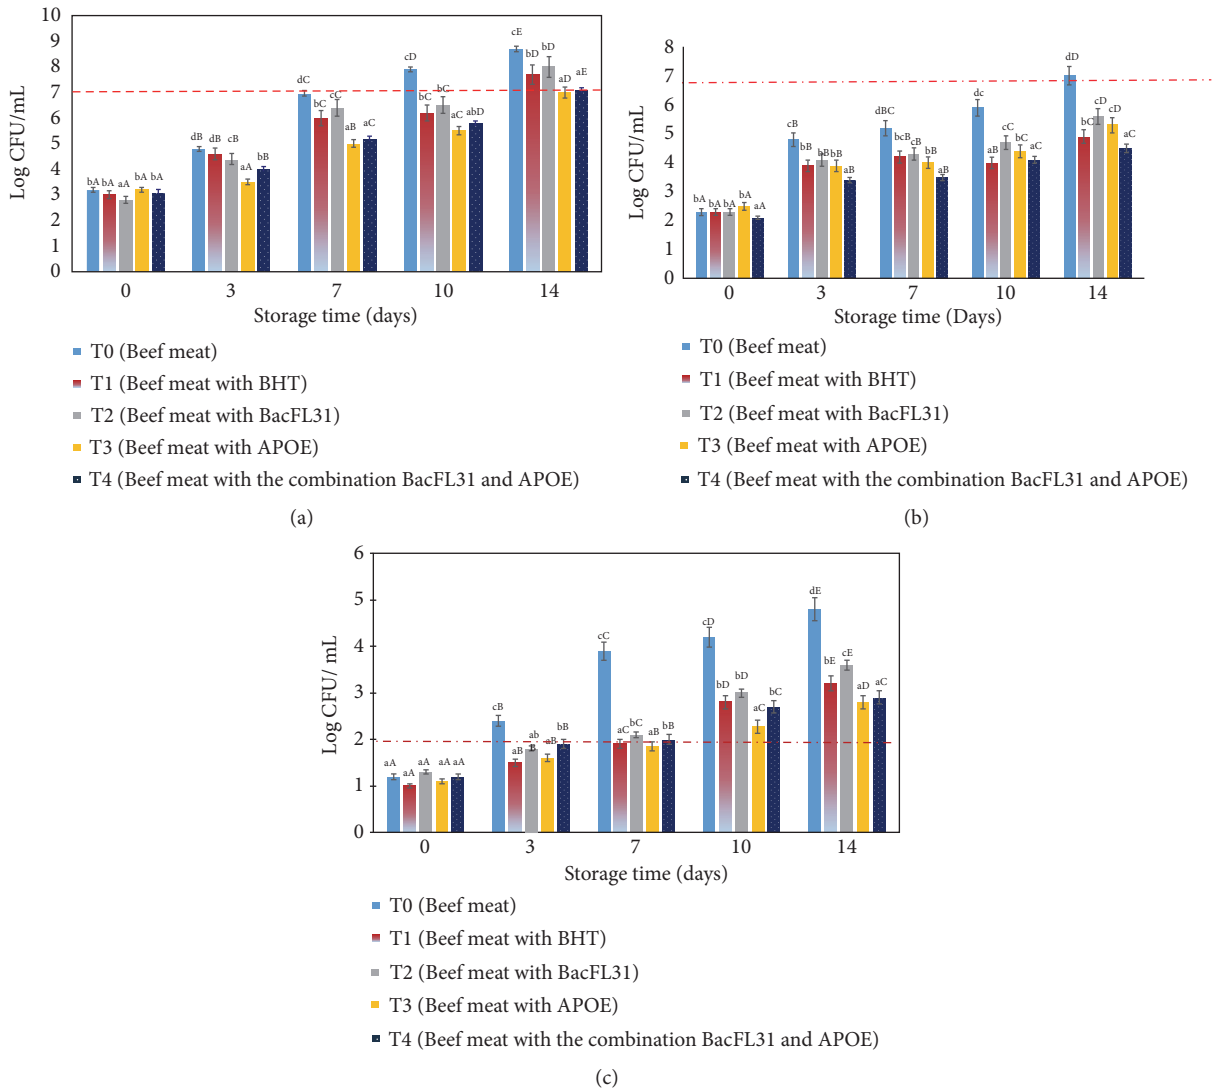 10
9
8
7
6
5
4
3
2
1
0
Log CFU/mL
bA bA aA bA bA
dB dB cB aA bB
dC bC cC aB aC
cD bC bC aC abD
cE bD bD aD aE
0 3 7 10 14
Storage time (days)
T0 (Beef meat)
T1 (Beef meat with BHT)
T2 (Beef meat with BacFL31)
T3 (Beef meat with APOE)
T4 (Beef meat with the combination BacFL31 and APOE)
(a)
8
7
6
5
4
3
2
1
0
Log CFU/mL
bA bA bA bA aA
cB bB bB bB aB
dBC bcB cB bB aB
dc aB cC bC aC
dD bC cD cD aC
0 3 7 10 14
Storage time (Days)
T0 (Beef meat)
T1 (Beef meat with BHT)
T2 (Beef meat with BacFL31)
T3 (Beef meat with APOE)
T4 (Beef meat with the combination BacFL31 and APOE)
(b)
6
5
4
3
2
1
0
Log CFU/ mL
aA aA aA aA aA
cB aB ab B aB bB
cC aC bC aB bB
cD bD bD aC bC
dE bE cE aD aC
0 3 7 10 14
Storage time (days)
T0 (Beef meat)
T1 (Beef meat with BHT)
T2 (Beef meat with BacFL31)
T3 (Beef meat with APOE)
T4 (Beef meat with the combination BacFL31 and APOE)
(c)